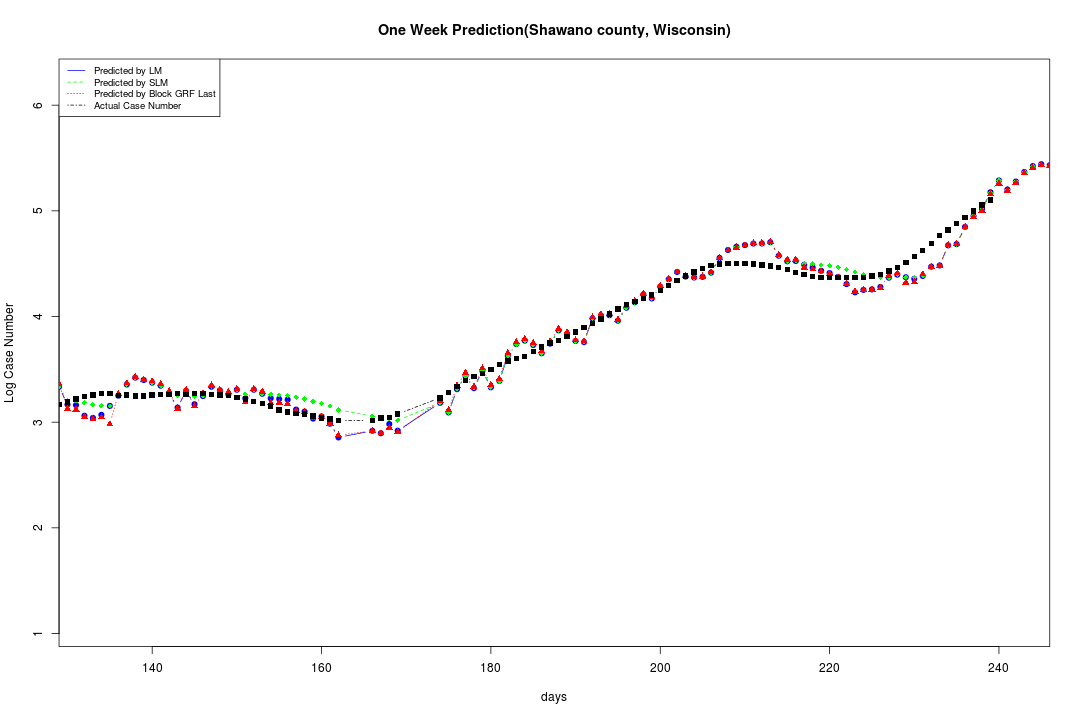 One Week Prediction(Shawano county, Wisconsin)
Predicted by LM
Predicted by SLM
Predicted by Block GRF Last
Actual Case Number
6
5
4
3
2
1
Log Case Number
140 160 180 200 220 240
days